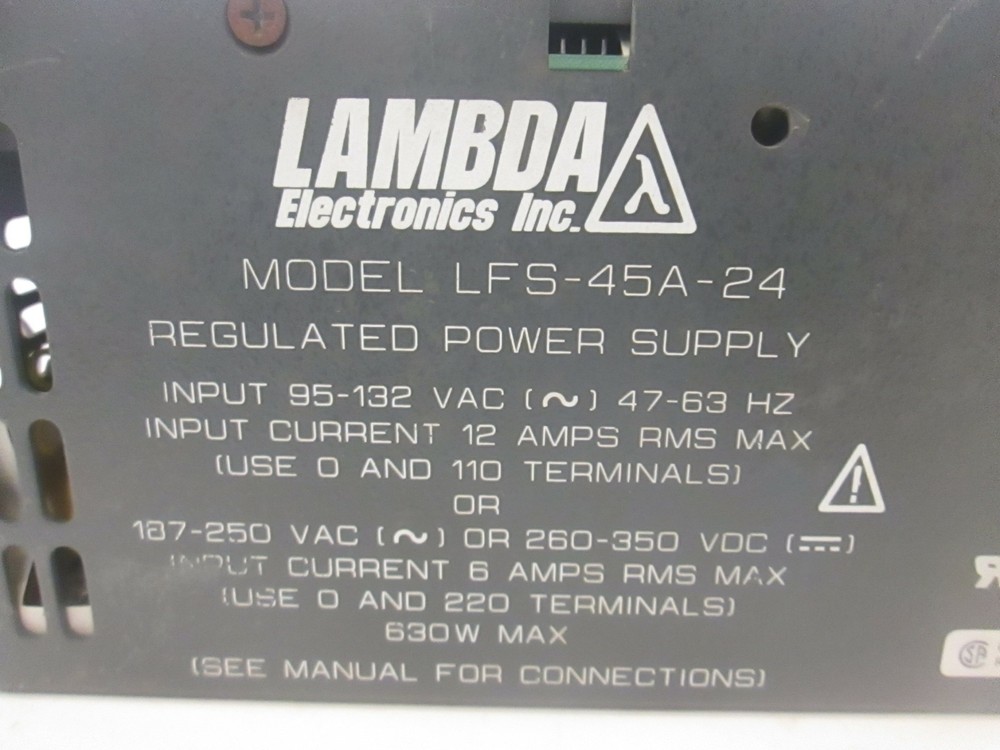 LAMBDA
Electronics Inc.
λ
MODEL LFS-45A-24
REGULATED POWER SUPPLY
INPUT 95-132 VAC (∼) 47-63 HZ
INPUT CURRENT 12 AMPS RMS MAX
(USE 0 AND 110 TERMINALS)
!
OR
187-250 VAC (∼) OR 260-350 VDC (⎓)
INPUT CURRENT 6 AMPS RMS MAX
(USE 0 AND 220 TERMINALS)
630W MAX
(SEE MANUAL FOR CONNECTIONS)